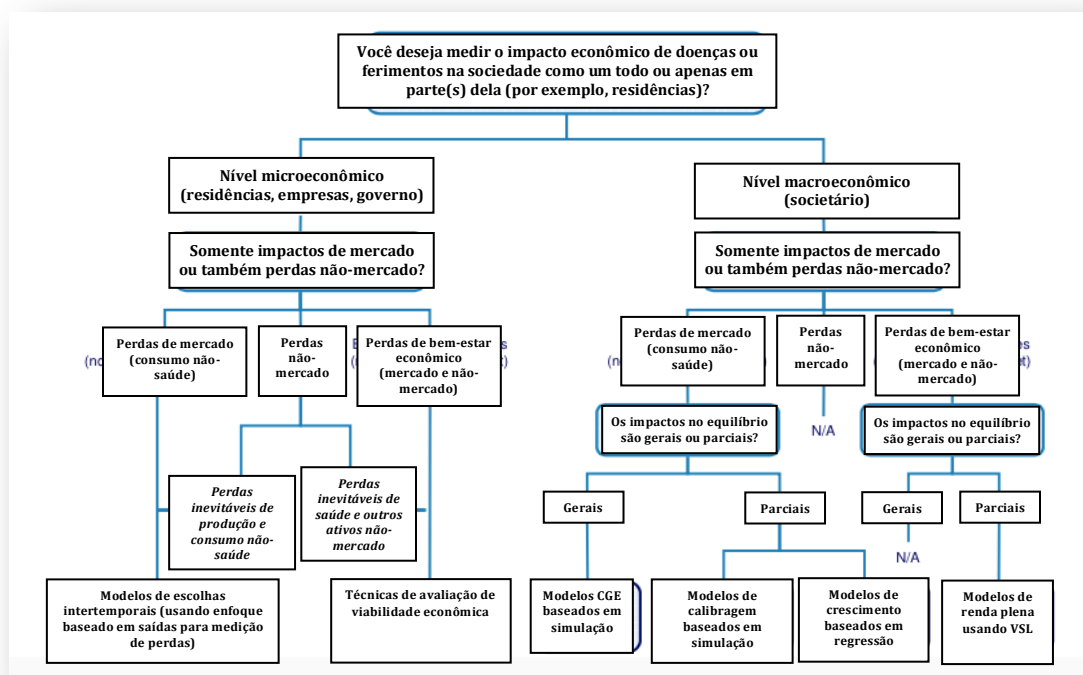 Você deseja medir o impacto econômico de doenças ou
ferimentos na sociedade como um todo ou apenas em
parte(s) dela (por exemplo, residências)?
Nível microeconômico
(residências, empresas, governo)
Nível macroeconômico
(societário)
Somente impactos de mercado
ou também perdas não-mercado?
Somente impactos de mercado
ou também perdas não-mercado?
Perdas de mercado
(consumo não-
saúde)
Perdas
não-
mercado
Perdas de bem-estar
econômico
(mercado e não-
mercado)
Perdas de mercado
(consumo não-
saúde)
Perdas
não-
mercado
Perdas de bem-estar
econômico
(mercado e não-
mercado)
Os impactos no equilíbrio
são gerais ou parciais?
N/A
Os impactos no equilíbrio
são gerais ou parciais?
Perdas
inevitáveis de
produção e
consumo não-
saúde
Perdas
inevitáveis de
saúde e outros
ativos não-
mercado
Gerais
Parciais
Gerais
Parciais
N/A
Modelos de escolhas
intertemporais (usando enfoque
baseado em saídas para medição
de perdas)
Técnicas de avaliação de
viabilidade econômica
Modelos CGE
baseados em
simulação
Modelos de
calibragem
baseados em
simulação
Modelos de
crescimento
baseados em
regressão
Modelos de
renda plena
usando VSL